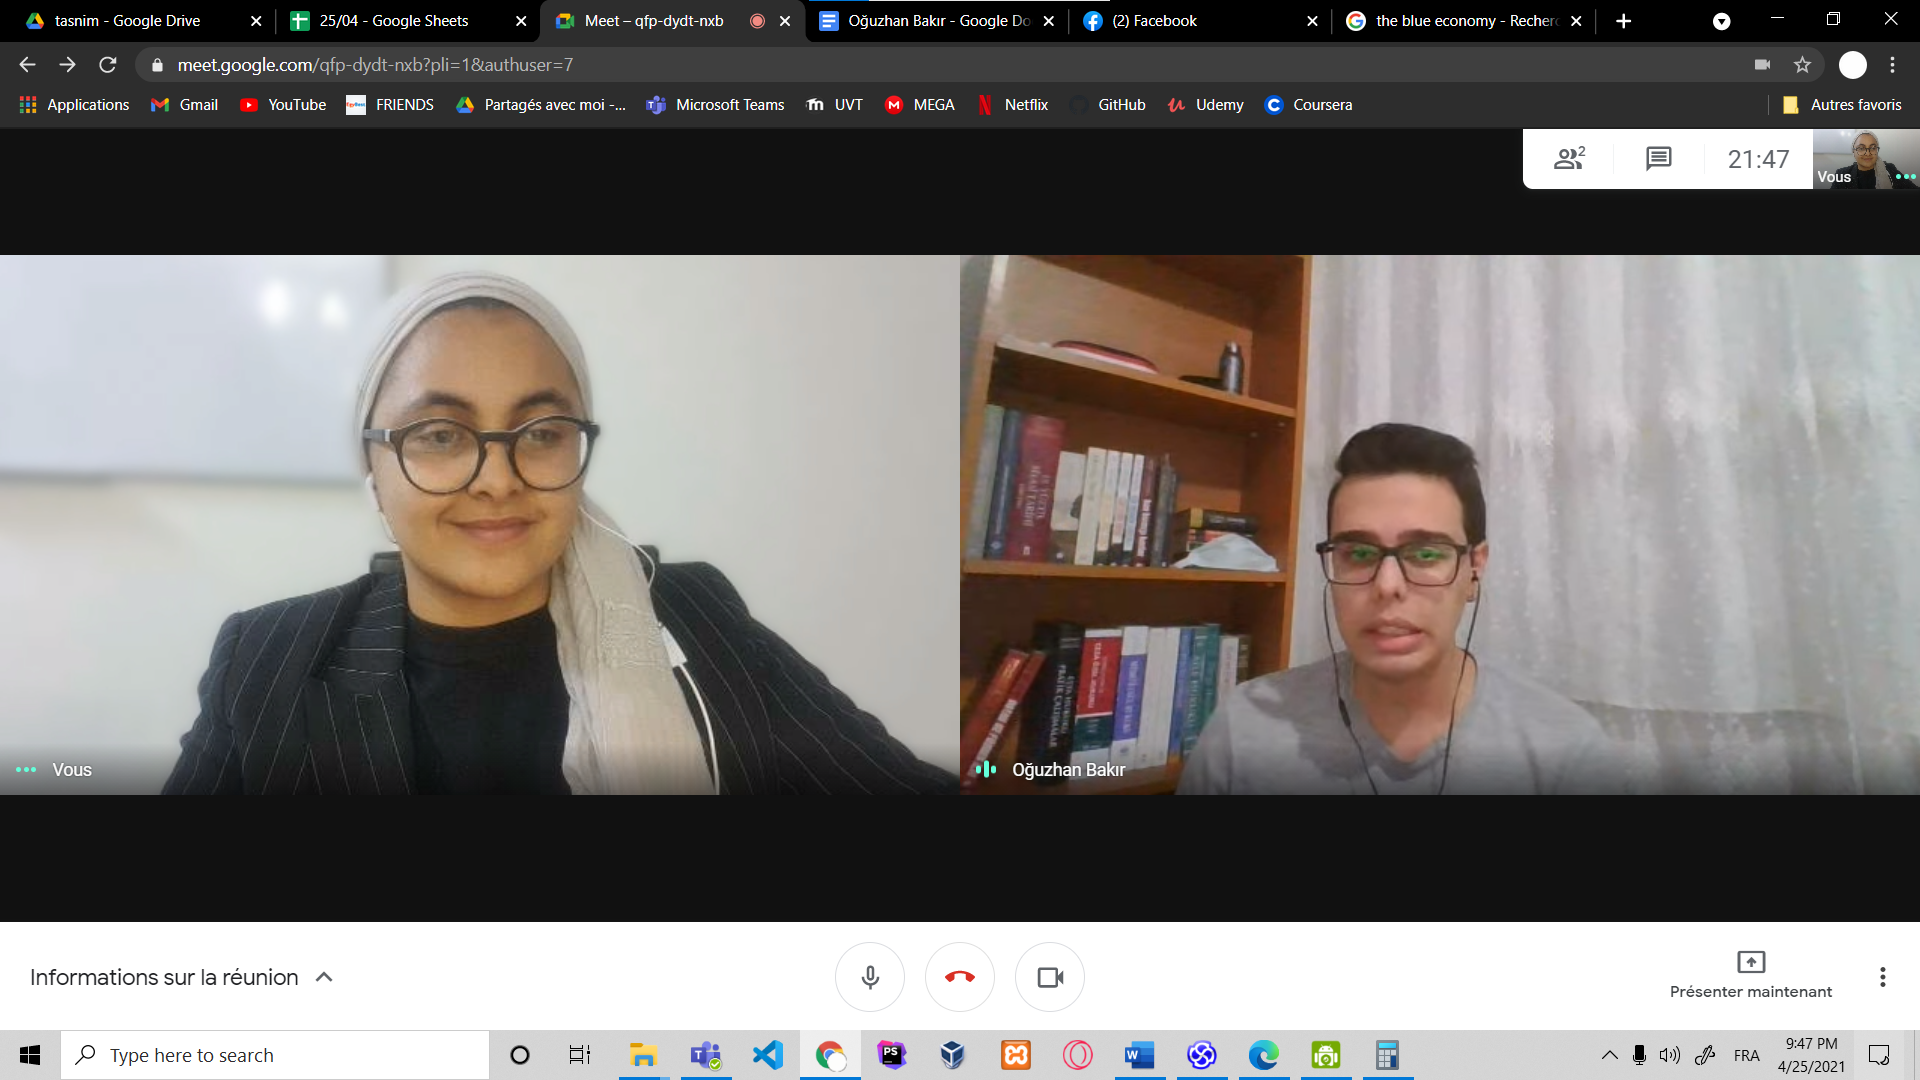 tasnim - Google Drive
25/04 - Google Sheets
Meet – qfp-dydt-nxb
Oğuzhan Bakır - Google Do
(2) Facebook
the blue economy - Recher
meet.google.com/qfp-dydt-nxb?pli=1&authuser=7
Applications
Gmail
YouTube
FRIENDS
Partagés avec moi -...
Microsoft Teams
UVT
MEGA
Netflix
GitHub
Udemy
Coursera
Autres favoris
2
21:47
Vous
Vous
Oğuzhan Bakır
Informations sur la réunion
Présenter maintenant
Type here to search
FRA
9:47 PM
4/25/2021